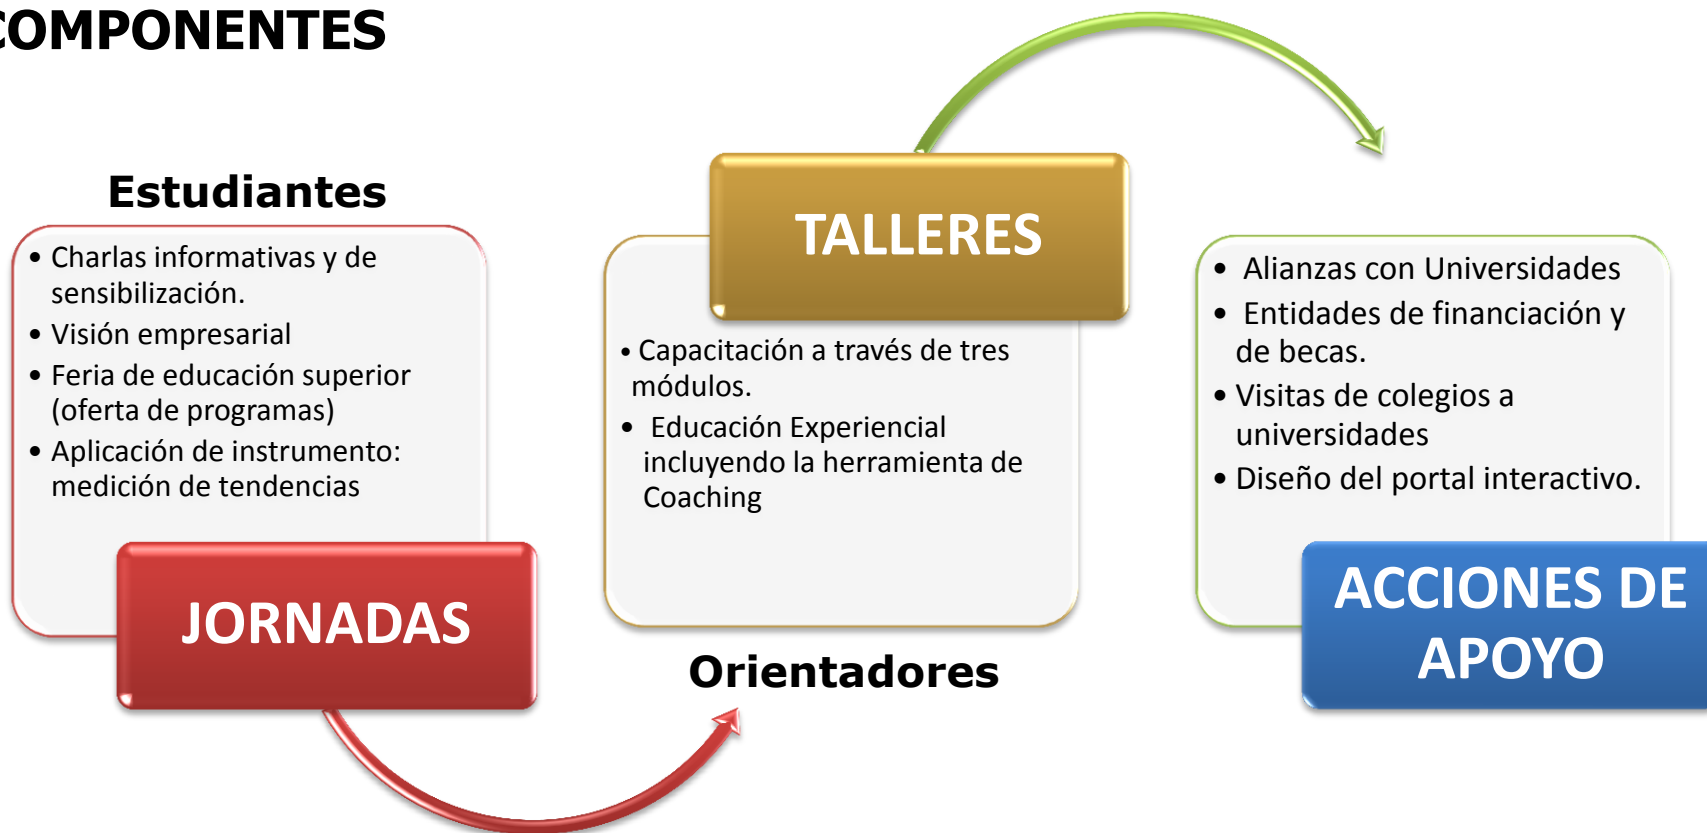 COMPONENTES
Estudiantes
• Charlas informativas y de
sensibilización.
• Visión empresarial
• Feria de educación superior
(oferta de programas)
• Aplicación de instrumento:
medición de tendencias
JORNADAS
TALLERES
• Capacitación a través de tres
módulos.
• Educación Experiencial
incluyendo la herramienta de
Coaching
Orientadores
• Alianzas con Universidades
• Entidades de financiación y
de becas.
• Visitas de colegios a
universidades
• Diseño del portal interactivo.
ACCIONES DE
APOYO